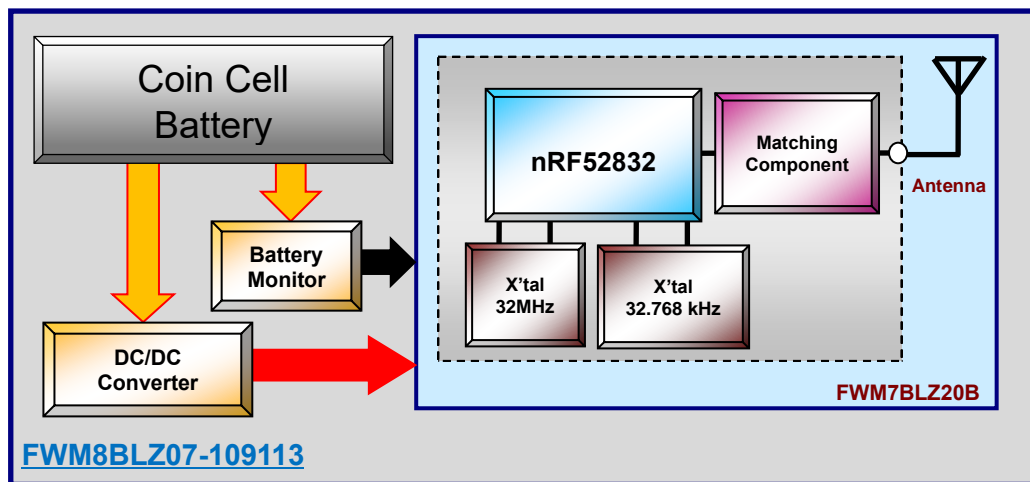 Coin Cell
Battery
nRF52832
Matching
Component
Antenna
Battery
Monitor
X'tal
32MHz
X'tal
32.768 kHz
DC/DC
Converter
FWM7BLZ20B
FWM8BLZ07-109113